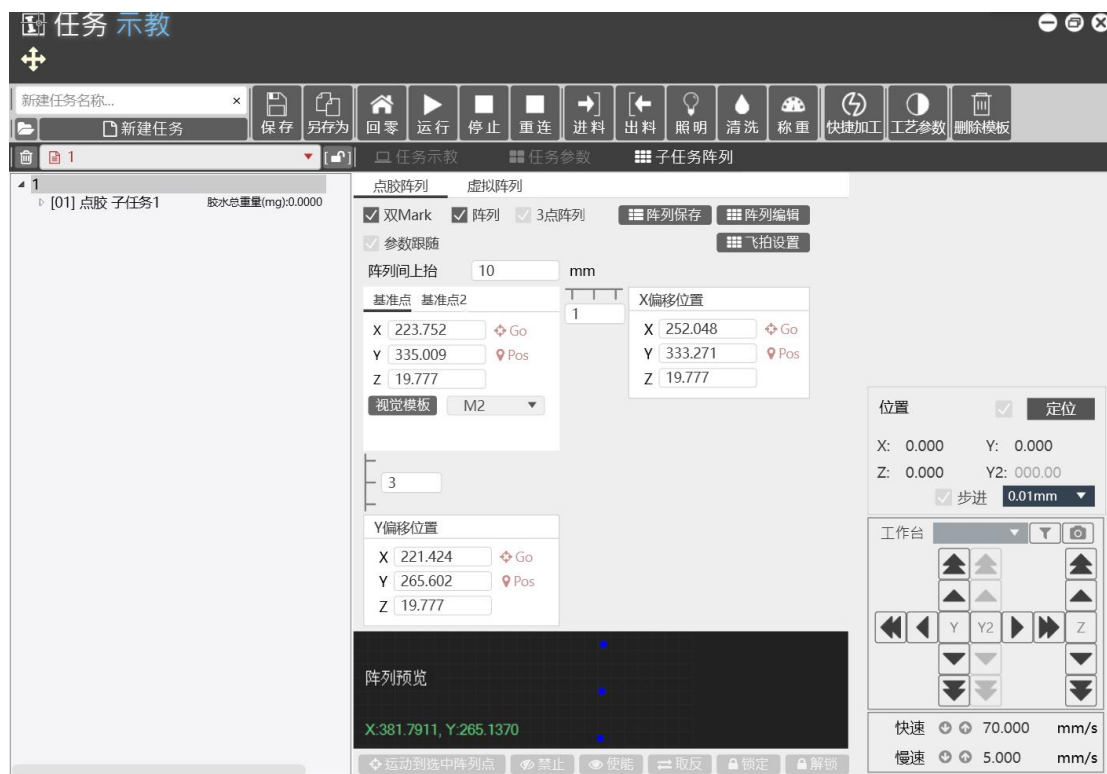 任务 示教
新建任务名称... ×
新建任务
保存 另存为 回零 运行 停止 重连 进料 出料 照明 清洗 称重 快捷加工 工艺参数 删除模板
1
任务示教 任务参数 子任务阵列
1
[01] 点胶 子任务1 胶水总重量(mg):0.0000
点胶阵列 虚拟阵列
双Mark 阵列 3点阵列 阵列保存 阵列编辑
参数跟随 飞拍设置
阵列间上抬 10 mm
基准点 基准点2
X 223.752 Go
Y 335.009 Pos
Z 19.777
视觉模板 M2
1
X偏移位置
X 252.048 Go
Y 333.271 Pos
Z 19.777
3
Y偏移位置
X 221.424 Go
Y 265.602 Pos
Z 19.777
阵列预览
X:381.7911, Y:265.1370
运动到选中阵列点 禁止 使能 取反 锁定 解锁
位置 定位
X: 0.000 Y: 0.000
Z: 0.000 Y2: 000.00
步进 0.01mm
工作台
Y Y2 Z
快速 70.000 mm/s
慢速 5.000 mm/s